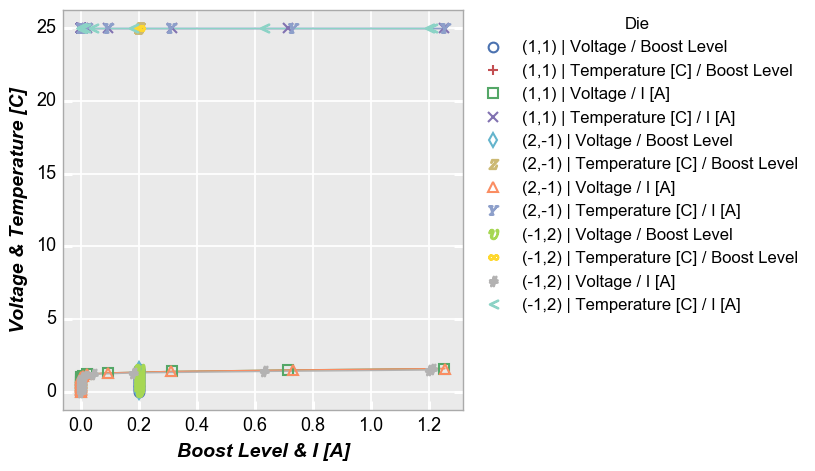 Die
(1,1) | Voltage / Boost Level
(1,1) | Temperature [C] / Boost Level
(1,1) | Voltage / I [A]
(1,1) | Temperature [C] / I [A]
(2,-1) | Voltage / Boost Level
(2,-1) | Temperature [C] / Boost Level
(2,-1) | Voltage / I [A]
(2,-1) | Temperature [C] / I [A]
(-1,2) | Voltage / Boost Level
(-1,2) | Temperature [C] / Boost Level
(-1,2) | Voltage / I [A]
(-1,2) | Temperature [C] / I [A]
Voltage & Temperature [C]
25
20
15
10
5
0
0.0 0.2 0.4 0.6 0.8 1.0 1.2
Boost Level & I [A]